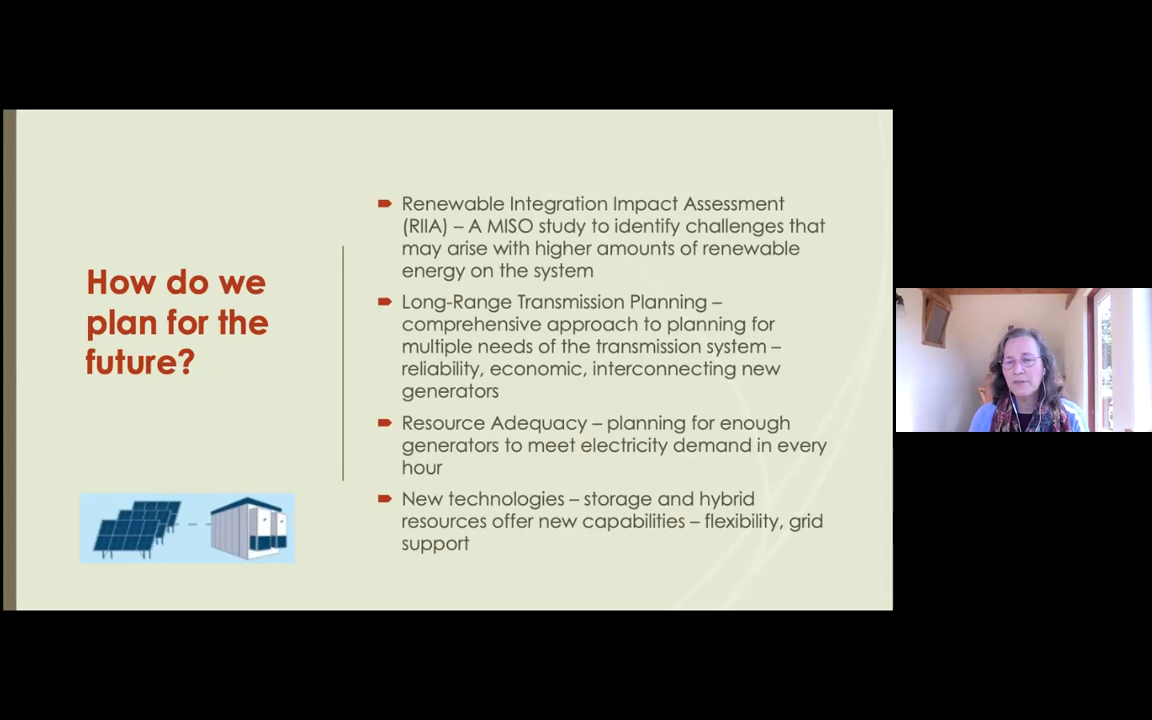 How do we
plan for the
future?
Renewable Integration Impact Assessment
(RIIA) – A MISO study to identify challenges that
may arise with higher amounts of renewable
energy on the system
Long-Range Transmission Planning –
comprehensive approach to planning for
multiple needs of the transmission system –
reliability, economic, interconnecting new
generators
Resource Adequacy – planning for enough
generators to meet electricity demand in every
hour
New technologies – storage and hybrid
resources offer new capabilities – flexibility, grid
support